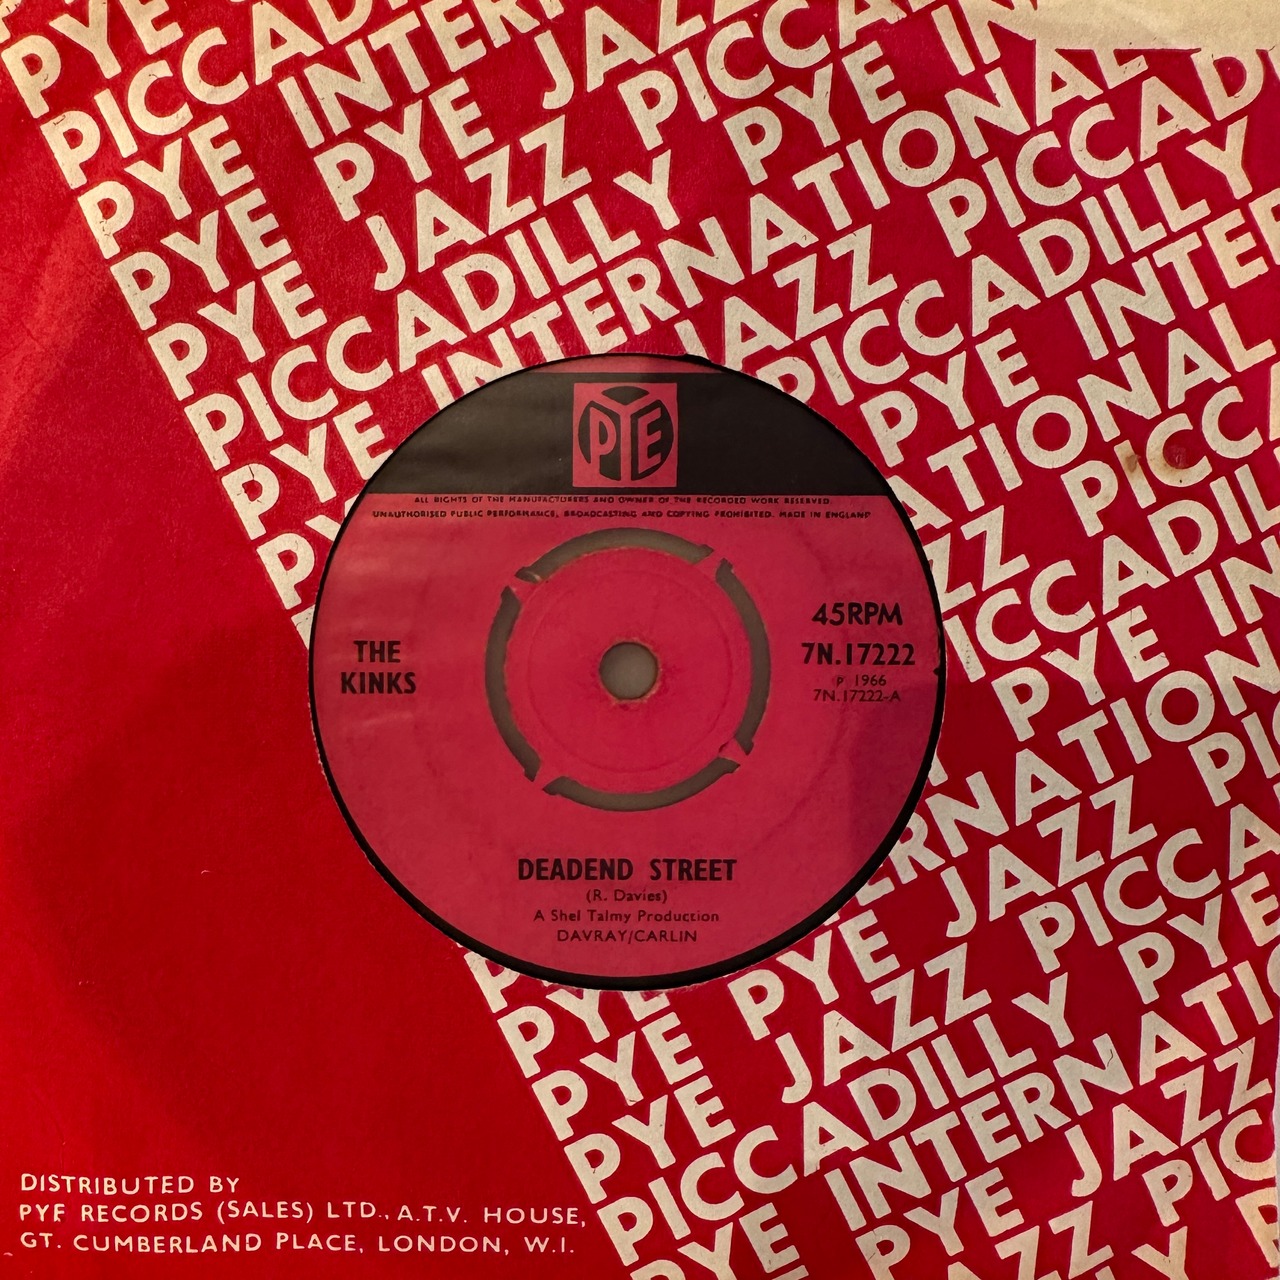 PYE JAZZ PICCADILLY
PYE INTERNATIONAL
PYE
ALL RIGHTS OF THE MANUFACTURERS AND OWNER OF THE RECORDED WORK RESERVED.
UNAUTHORISED PUBLIC PERFORMANCE, BROADCASTING AND COPYING PROHIBITED. MADE IN ENGLAND
THE
KINKS
45RPM
7N.17222
P 1966
7N.17222-A
DEADEND STREET
(R. Davies)
A Shel Talmy Production
DAVRAY/CARLIN
DISTRIBUTED BY
PYE RECORDS (SALES) LTD., A.T.V. HOUSE,
GT. CUMBERLAND PLACE, LONDON, W.I.